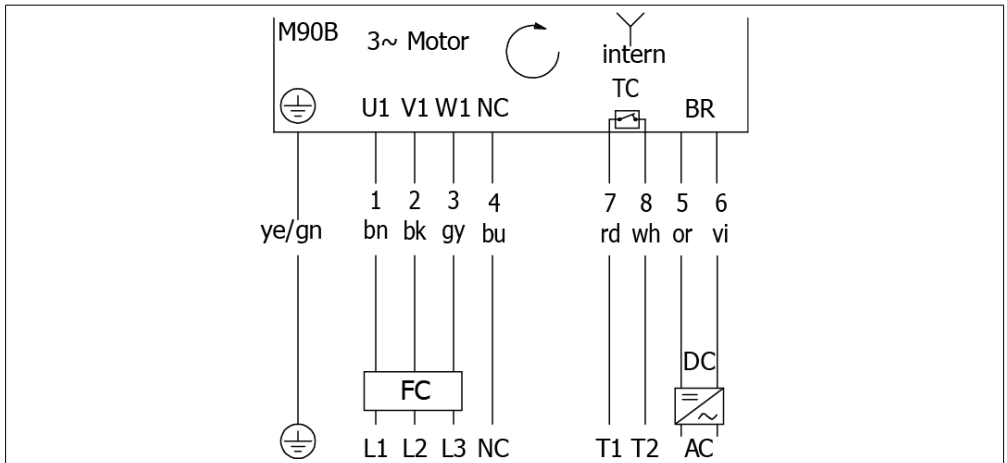 M90B
3~ Motor
intern
TC
U1 V1 W1 NC
BR
1 2 3 4 7 8 5 6
ye/gn bn bk gy bu rd wh or vi
DC
FC
L1 L2 L3 NC T1 T2 AC